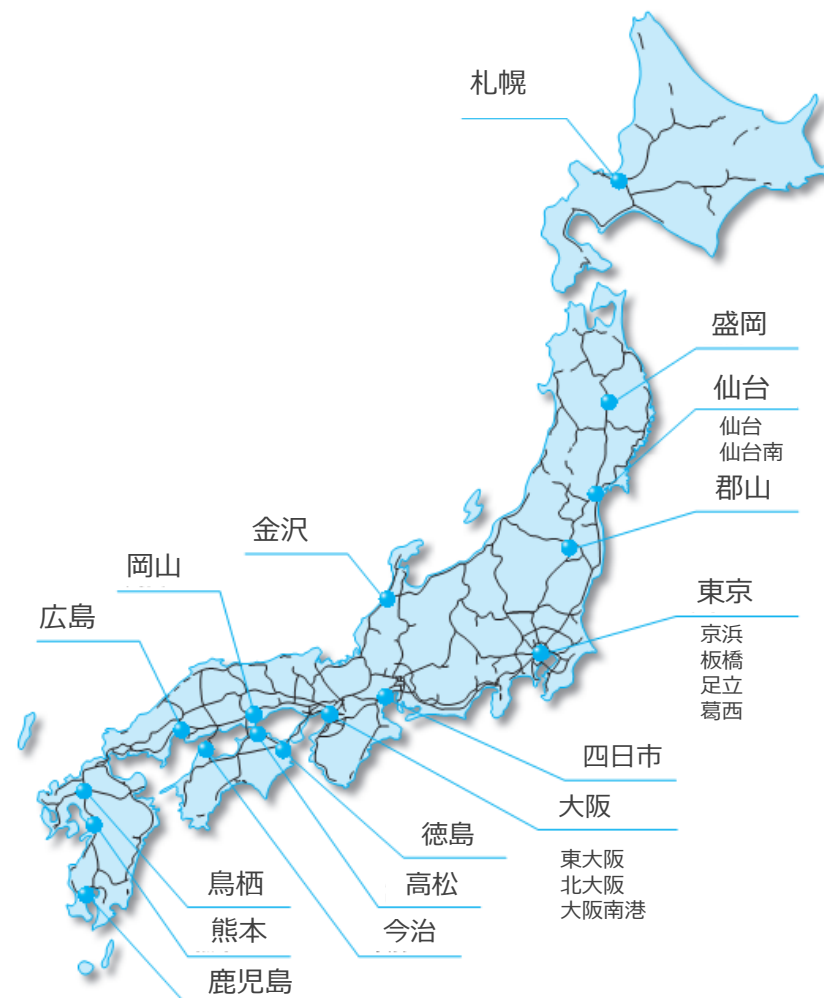 札幌
盛岡
仙台
仙台
仙台南
郡山
金沢
岡山
東京
広島
京浜
板橋
足立
葛西
四日市
大阪
徳島
東大阪
鳥栖
高松
北大阪
大阪南港
熊本
今治
鹿児島